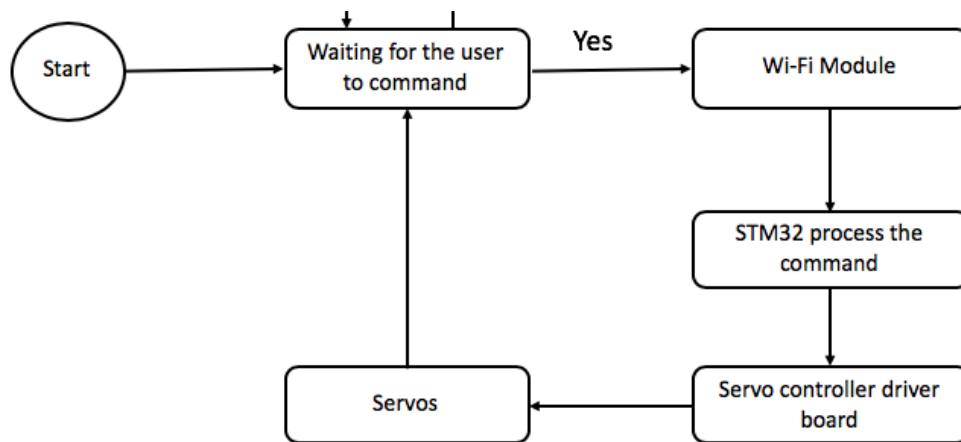 Start
Waiting for the user
to command
Yes
Wi-Fi Module
STM32 process the
command
Servos
Servo controller driver
board